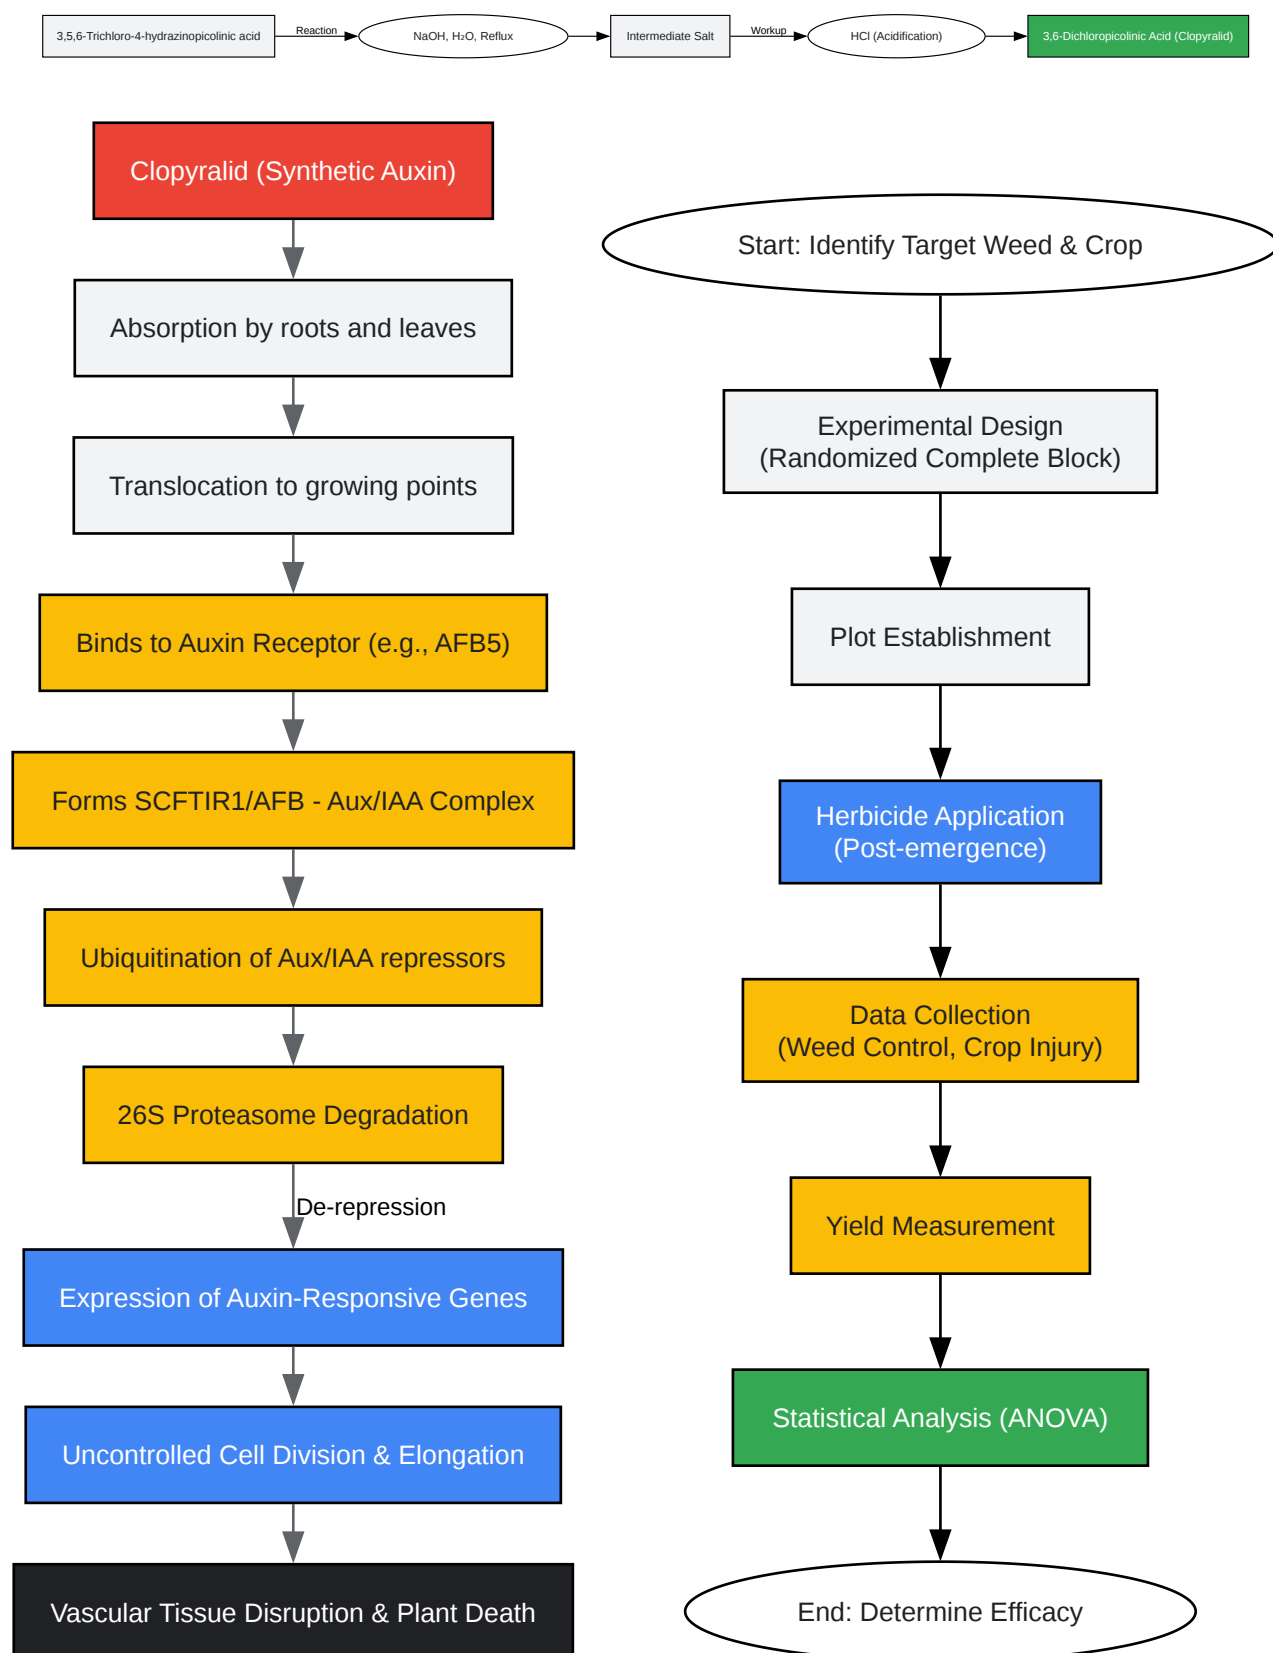 3,5,6-Trichloro-4-hydrazinopicolinic acid
Reaction
NaOH, H₂O, Reflux
Intermediate Salt
Workup
HCl (Acidification)
3,6-Dichloropicolinic Acid (Clopyralid)
Clopyralid (Synthetic Auxin)
Absorption by roots and leaves
Translocation to growing points
Binds to Auxin Receptor (e.g., AFB5)
Forms SCFTIR1/AFB - Aux/IAA Complex
Ubiquitination of Aux/IAA repressors
26S Proteasome Degradation
De-repression
Expression of Auxin-Responsive Genes
Uncontrolled Cell Division & Elongation
Vascular Tissue Disruption & Plant Death
Start: Identify Target Weed & Crop
Experimental Design
(Randomized Complete Block)
Plot Establishment
Herbicide Application
(Post-emergence)
Data Collection
(Weed Control, Crop Injury)
Yield Measurement
Statistical Analysis (ANOVA)
End: Determine Efficacy